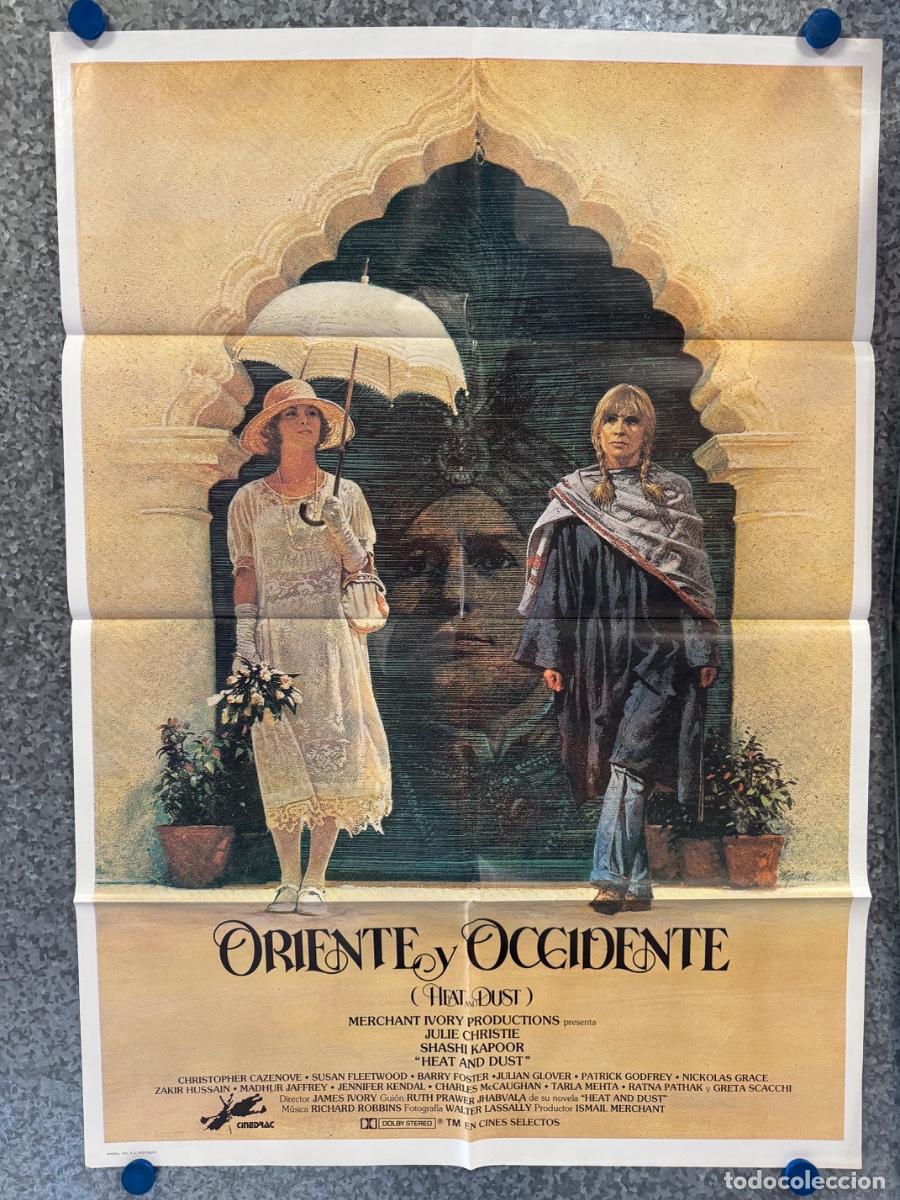 ORIENTE y OCCIDENTE
(HEAT AND DUST)
MERCHANT IVORY PRODUCTIONS presenta
JULIE CHRISTIE
SHASHI KAPOOR
"HEAT AND DUST"
CHRISTOPHER CAZENOVE • SUSAN FLEETWOOD • BARRY FOSTER • JULIAN GLOVER • PATRICK GODFREY • NICKOLAS GRACE
ZAKIR HUSSAIN • MADHUR JAFFREY • JENNIFER KENDAL • CHARLES McCAUGHAN • TARLA MEHTA • RATNA PATHAK y GRETA SCACCHI
Director JAMES IVORY Guión RUTH PRAWER JHABVALA de su novela "HEAT AND DUST"
Música RICHARD ROBBINS Fotografía WALTER LASSALLY Productor ISMAIL MERCHANT
CINEDRAC
DOLBY STEREO ® TM EN CINES SELECTOS
todocoleccion